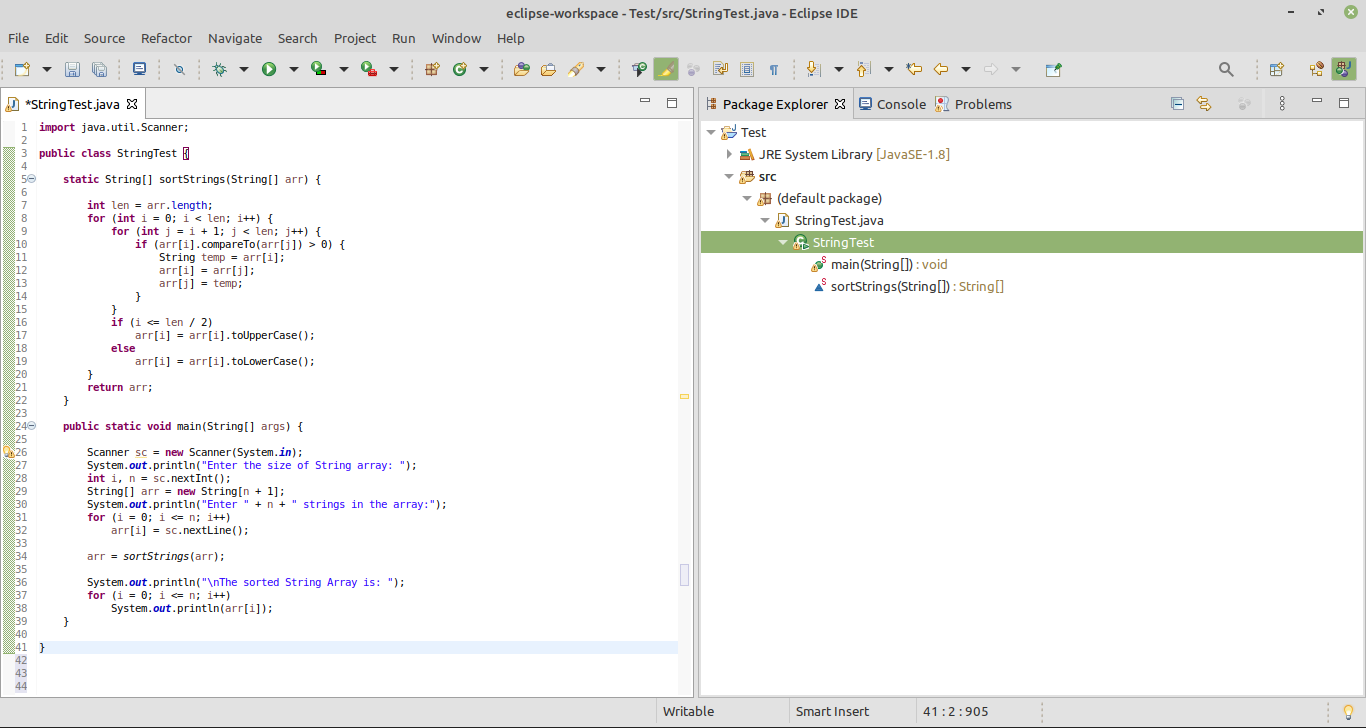 eclipse-workspace - Test/src/StringTest.java - Eclipse IDE
File Edit Source Refactor Navigate Search Project Run Window Help
*StringTest.java
1 import java.util.Scanner;
2
3 public class StringTest {
4
5     static String[] sortStrings(String[] arr) {
6
7         int len = arr.length;
8         for (int i = 0; i < len; i++) {
9             for (int j = i + 1; j < len; j++) {
10                 if (arr[i].compareTo(arr[j]) > 0) {
11                     String temp = arr[i];
12                     arr[i] = arr[j];
13                     arr[j] = temp;
14                 }
15             }
16             if (i <= len / 2)
17                 arr[i] = arr[i].toUpperCase();
18             else
19                 arr[i] = arr[i].toLowerCase();
20         }
21         return arr;
22     }
23
24     public static void main(String[] args) {
25
26         Scanner sc = new Scanner(System.in);
27         System.out.println("Enter the size of String array: ");
28         int i, n = sc.nextInt();
29         String[] arr = new String[n + 1];
30         System.out.println("Enter " + n + " strings in the array:");
31         for (i = 0; i <= n; i++)
32             arr[i] = sc.nextLine();
33
34         arr = sortStrings(arr);
35
36         System.out.println("\nThe sorted String Array is: ");
37         for (i = 0; i <= n; i++)
38             System.out.println(arr[i]);
39     }
40
41 }
42
43
44
Package Explorer Console Problems
Test
JRE System Library [JavaSE-1.8]
src
(default package)
StringTest.java
StringTest
main(String[]) : void
sortStrings(String[]) : String[]
Writable Smart Insert 41 : 2 : 905